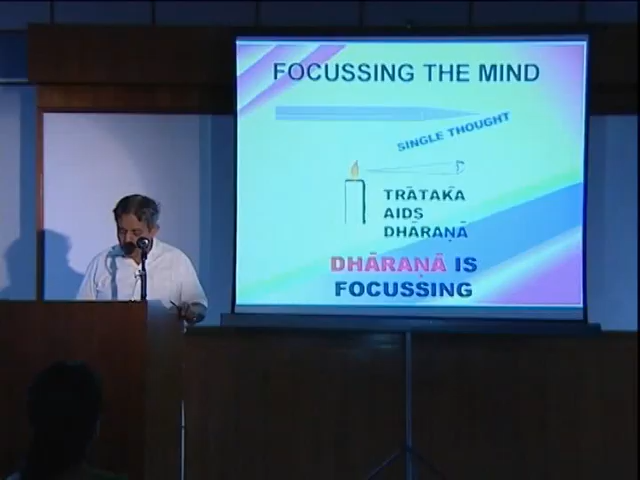 FOCUSSING THE MIND
SINGLE THOUGHT
TRĀTAKA
AIDS
DHĀRAṆĀ
DHĀRAṆĀ IS
FOCUSSING